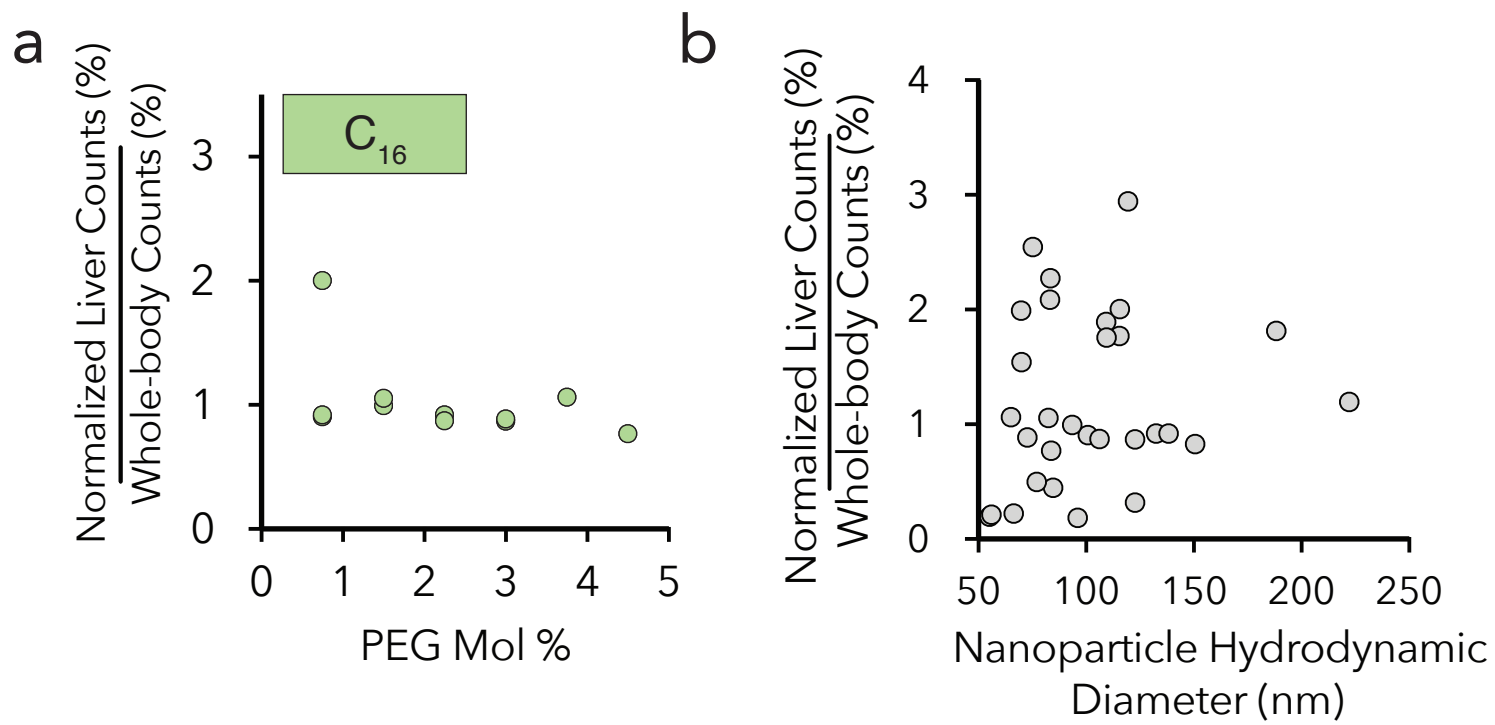 a
Normalized Liver Counts (%)
Whole-body Counts (%)
C16
3
2
1
0
0 1 2 3 4 5
PEG Mol %
b
Normalized Liver Counts (%)
Whole-body Counts (%)
4
3
2
1
0
50 100 150 200 250
Nanoparticle Hydrodynamic
Diameter (nm)